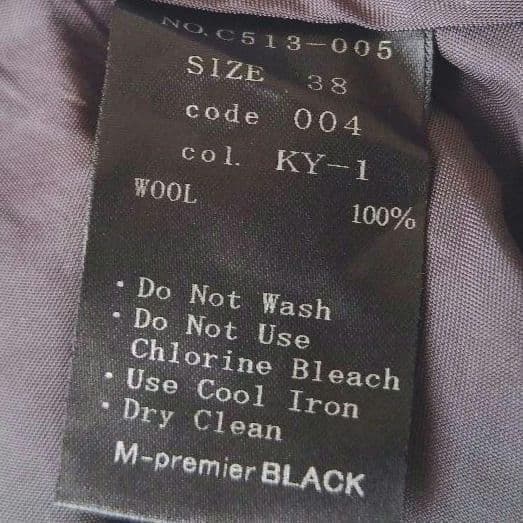 NO.C513-005
SIZE 38
code 004
col. KY-1
WOOL
100%
・Do Not Wash
・Do Not Use
Chlorine Bleach
・Use Cool Iron
・Dry Clean
M-premier BLACK